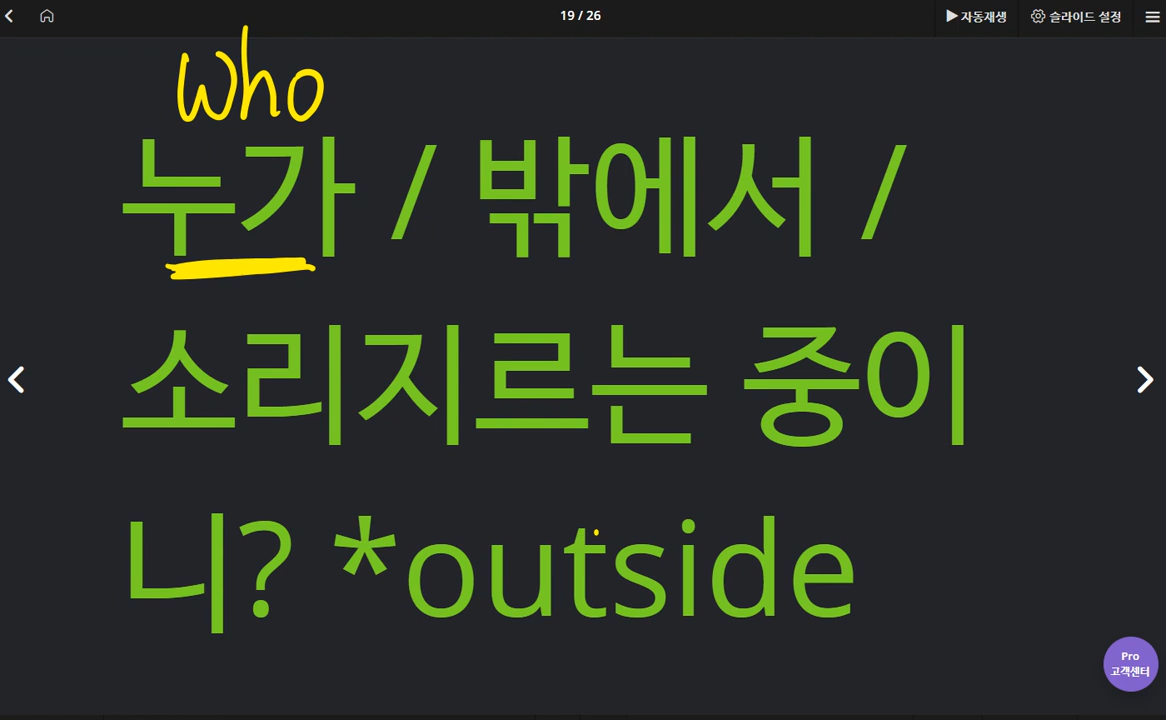 19 / 26
자동재생
슬라이드 설정
who
누가 / 밖에서 /
소리지르는 중이
니? *outside
Pro
고객센터